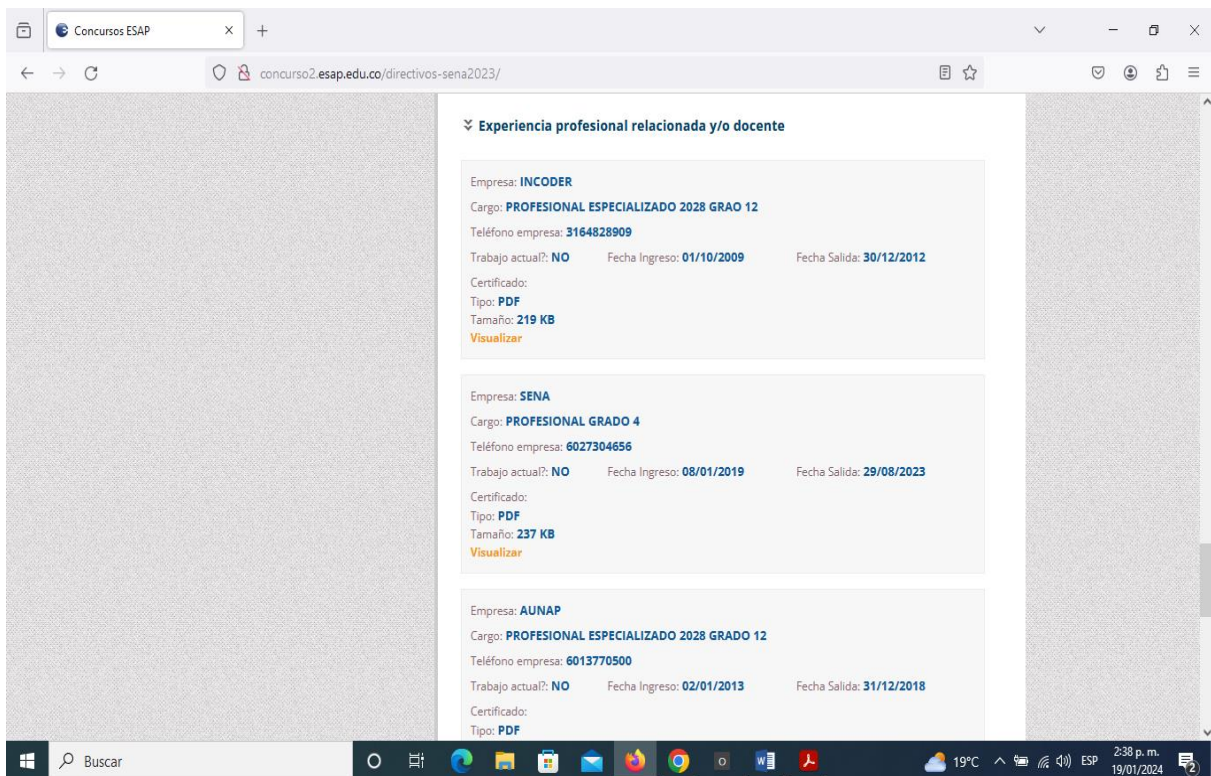 Concursos ESAP
concurso2.esap.edu.co/directivos-sena2023/
Experiencia profesional relacionada y/o docente
Empresa: INCODER
Cargo: PROFESIONAL ESPECIALIZADO 2028 GRAO 12
Teléfono empresa: 3164828909
Trabajo actual?: NO Fecha Ingreso: 01/10/2009 Fecha Salida: 30/12/2012
Certificado:
Tipo: PDF
Tamaño: 219 KB
Visualizar
Empresa: SENA
Cargo: PROFESIONAL GRADO 4
Teléfono empresa: 6027304656
Trabajo actual?: NO Fecha Ingreso: 08/01/2019 Fecha Salida: 29/08/2023
Certificado:
Tipo: PDF
Tamaño: 237 KB
Visualizar
Empresa: AUNAP
Cargo: PROFESIONAL ESPECIALIZADO 2028 GRADO 12
Teléfono empresa: 6013770500
Trabajo actual?: NO Fecha Ingreso: 02/01/2013 Fecha Salida: 31/12/2018
Certificado:
Tipo: PDF
Buscar
19°C ESP 2:38 p. m.
19/01/2024
2